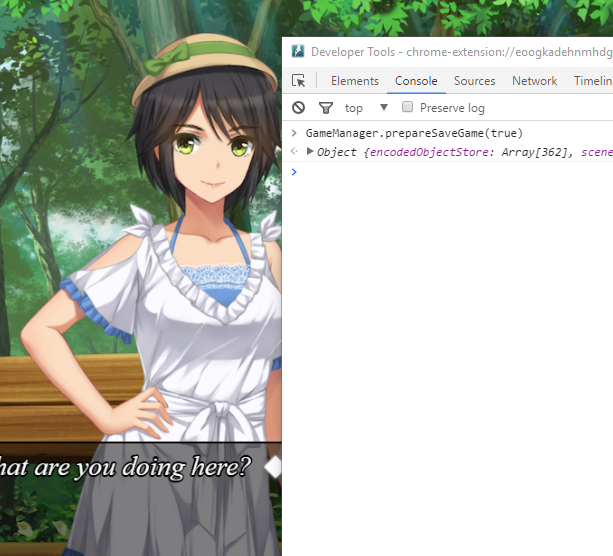 Developer Tools - chrome-extension://eoogkadehnmhdg
Elements Console Sources Network Timelin
top Preserve log
GameManager.prepareSaveGame(true)
Object {encodedObjectStore: Array[362], scene
hat are you doing here?